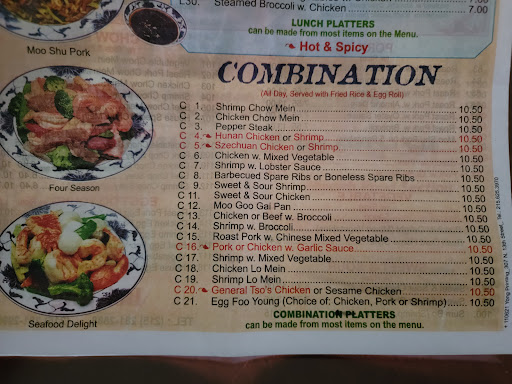 L30. Steamed Broccoli w. Chicken 7.00
LUNCH PLATTERS
can be made from most items on the Menu.
Hot & Spicy
Moo Shu Pork
COMBINATION
(All Day, Served with Fried Rice & Egg Roll)
C 1. Shrimp Chow Mein 10.50
C 2. Chicken Chow Mein 10.50
C 3. Pepper Steak 10.50
C 4. Hunan Chicken or Shrimp 10.50
C 5. Szechuan Chicken or Shrimp 10.50
C 6. Chicken w. Mixed Vegetable 10.50
C 7. Shrimp w. Lobster Sauce 10.50
C 8. Barbecued Spare Ribs or Boneless Spare Ribs 10.50
C 9. Sweet & Sour Shrimp 10.50
C 11. Sweet & Sour Chicken 10.50
C 12. Moo Goo Gai Pan 10.50
C 13. Chicken or Beef w. Broccoli 10.50
C 14. Shrimp w. Broccoli 10.50
C 15. Roast Pork w. Chinese Mixed Vegetable 10.50
C 16. Pork or Chicken w. Garlic Sauce 10.50
C 17. Shrimp w. Mixed Vegetable 10.50
C 18. Chicken Lo Mein 10.50
C 19. Shrimp Lo Mein 10.50
C 20. General Tso's Chicken or Sesame Chicken 10.50
C 21. Egg Foo Young (Choice of: Chicken, Pork or Shrimp) 10.50
COMBINATION PLATTERS
can be made from most items on the menu.
Four Season
Seafood Delight